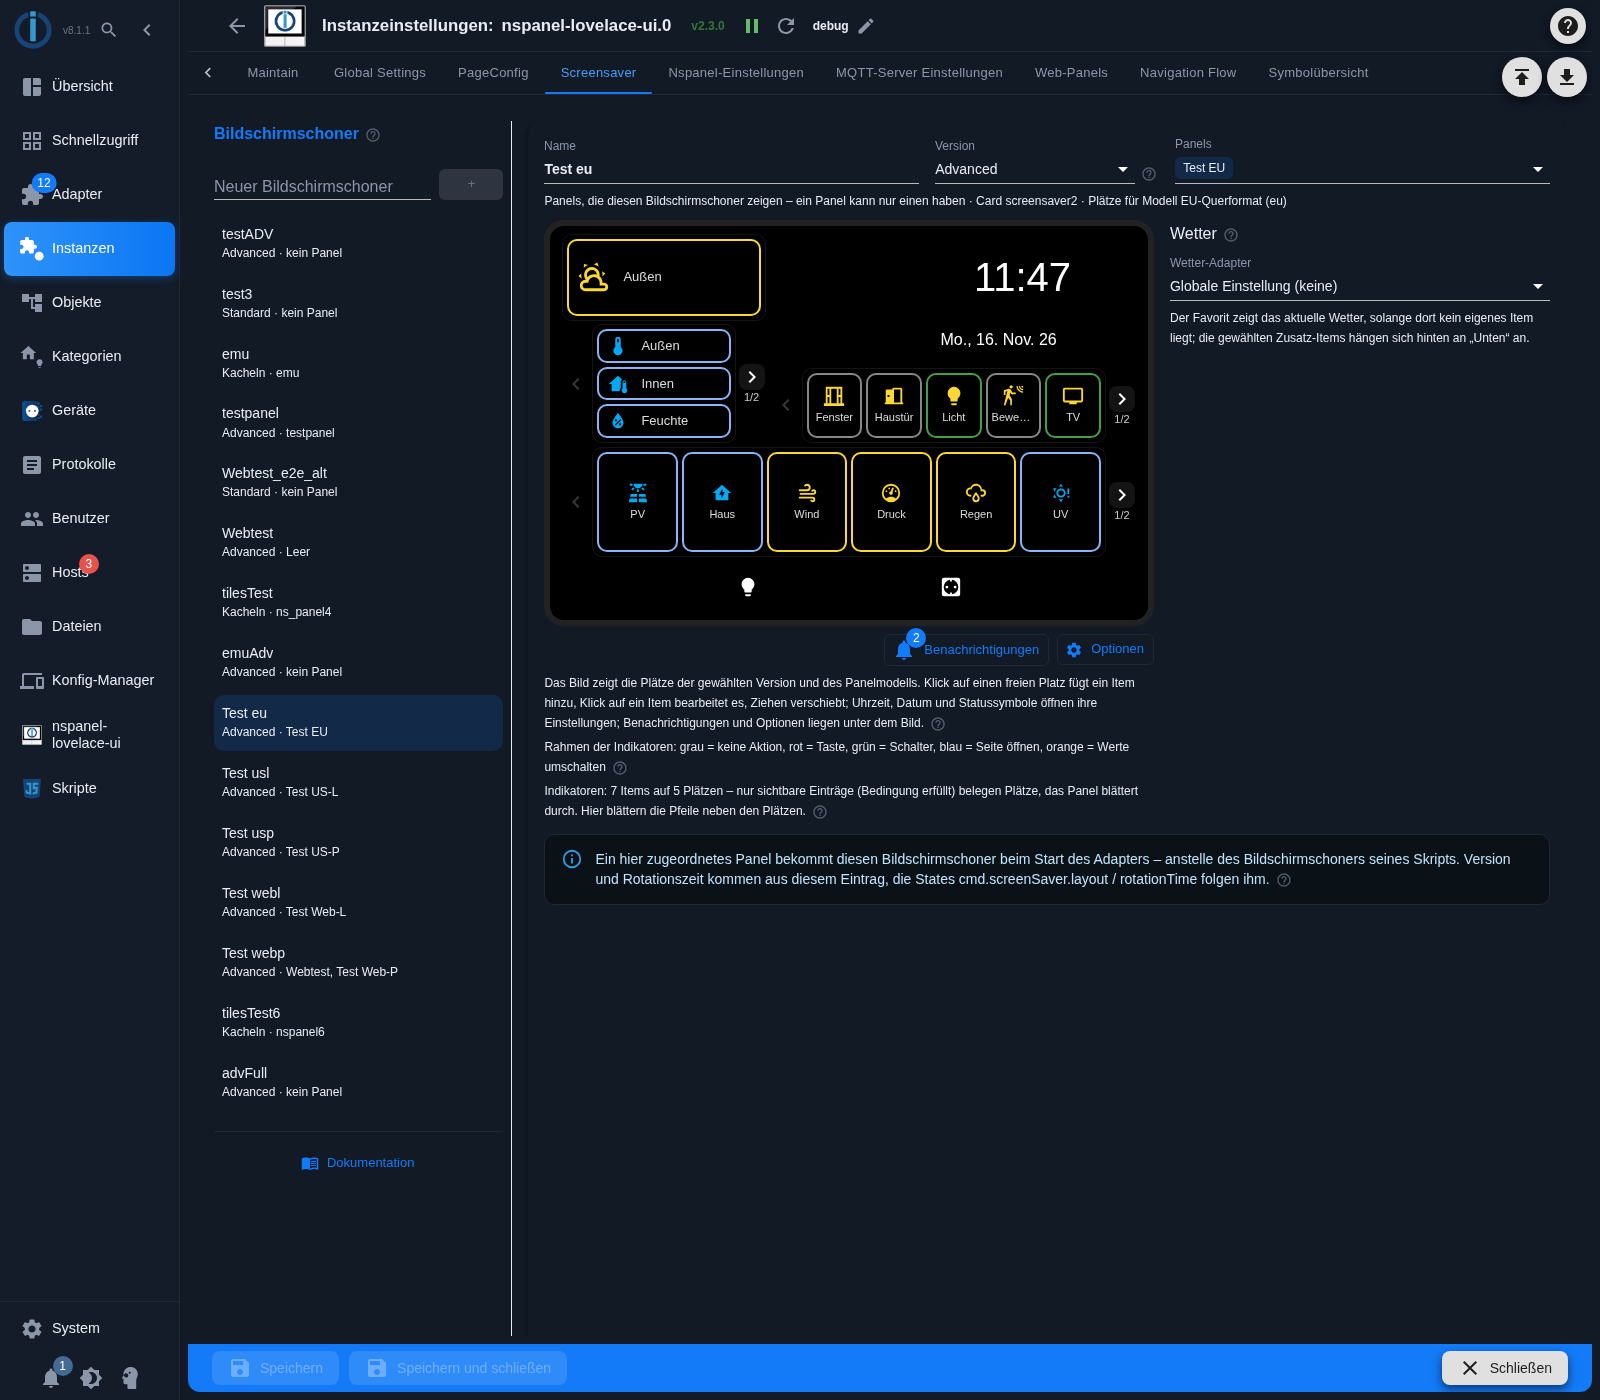 v8.1.1
Übersicht
Schnellzugriff
12
Adapter
Instanzen
Objekte
Kategorien
Geräte
Protokolle
Benutzer
3
Hosts
Dateien
Konfig-Manager
nspanel-
lovelace-ui
Skripte
System
1
Instanzeinstellungen: nspanel-lovelace-ui.0
v2.3.0
debug
Maintain
Global Settings
PageConfig
Screensaver
Nspanel-Einstellungen
MQTT-Server Einstellungen
Web-Panels
Navigation Flow
Symbolübersicht
Bildschirmschoner
Neuer Bildschirmschoner
+
testADV
Advanced · kein Panel
test3
Standard · kein Panel
emu
Kacheln · emu
testpanel
Advanced · testpanel
Webtest_e2e_alt
Standard · kein Panel
Webtest
Advanced · Leer
tilesTest
Kacheln · ns_panel4
emuAdv
Advanced · kein Panel
Test eu
Advanced · Test EU
Test usl
Advanced · Test US-L
Test usp
Advanced · Test US-P
Test webl
Advanced · Test Web-L
Test webp
Advanced · Webtest, Test Web-P
tilesTest6
Kacheln · nspanel6
advFull
Advanced · kein Panel
Dokumentation
Name
Test eu
Version
Advanced
Panels
Test EU
Panels, die diesen Bildschirmschoner zeigen – ein Panel kann nur einen haben · Card screensaver2 · Plätze für Modell EU-Querformat (eu)
Außen
11:47
Mo., 16. Nov. 26
Außen
Innen
Feuchte
1/2
Fenster
Haustür
Licht
Bewe…
TV
1/2
PV
Haus
Wind
Druck
Regen
UV
1/2
2
Benachrichtigungen
Optionen
Das Bild zeigt die Plätze der gewählten Version und des Panelmodells. Klick auf einen freien Platz fügt ein Item
hinzu, Klick auf ein Item bearbeitet es, Ziehen verschiebt; Uhrzeit, Datum und Statussymbole öffnen ihre
Einstellungen; Benachrichtigungen und Optionen liegen unter dem Bild.
Rahmen der Indikatoren: grau = keine Aktion, rot = Taste, grün = Schalter, blau = Seite öffnen, orange = Werte
umschalten
Indikatoren: 7 Items auf 5 Plätzen – nur sichtbare Einträge (Bedingung erfüllt) belegen Plätze, das Panel blättert
durch. Hier blättern die Pfeile neben den Plätzen.
Wetter
Wetter-Adapter
Globale Einstellung (keine)
Der Favorit zeigt das aktuelle Wetter, solange dort kein eigenes Item
liegt; die gewählten Zusatz-Items hängen sich hinten an „Unten“ an.
Ein hier zugeordnetes Panel bekommt diesen Bildschirmschoner beim Start des Adapters – anstelle des Bildschirmschoners seines Skripts. Version
und Rotationszeit kommen aus diesem Eintrag, die States cmd.screenSaver.layout / rotationTime folgen ihm.
Speichern
Speichern und schließen
Schließen